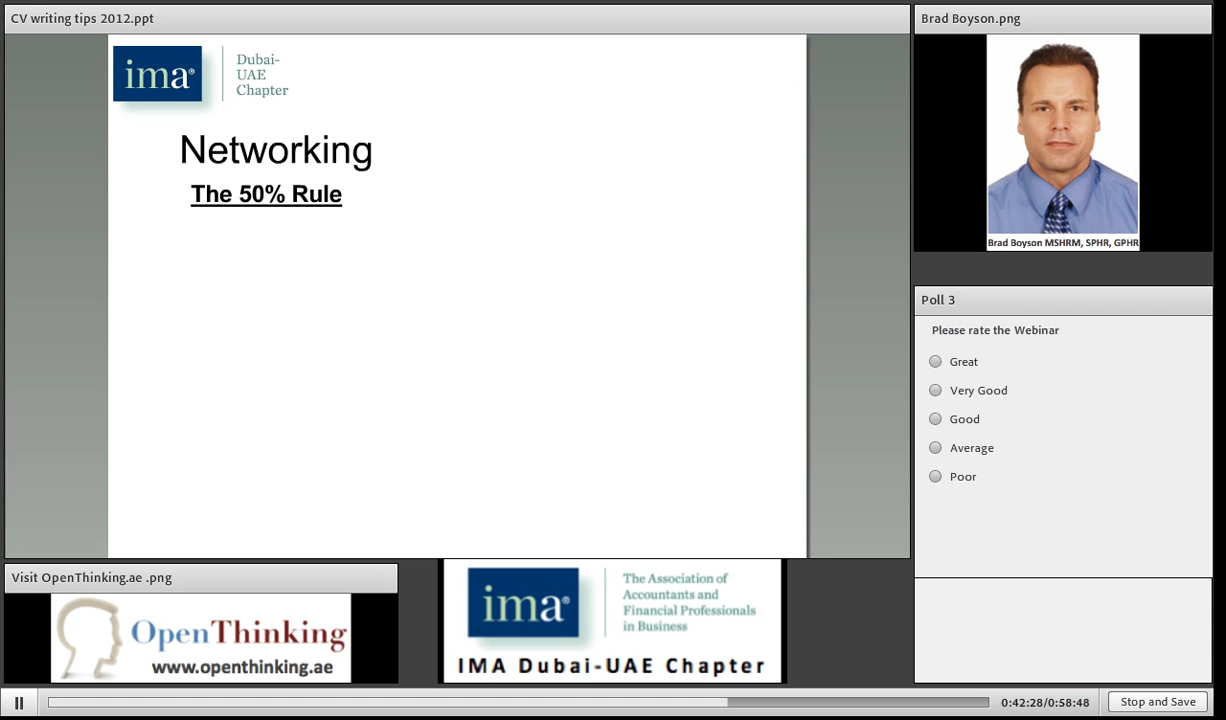 CV writing tips 2012.ppt
ima®
Dubai-
UAE
Chapter
Networking
The 50% Rule
Brad Boyson.png
Brad Boyson MSHRM, SPHR, GPHR
Poll 3
Please rate the Webinar
Great
Very Good
Good
Average
Poor
Visit OpenThinking.ae .png
OpenThinking
www.openthinking.ae
ima®
The Association of
Accountants and
Financial Professionals
in Business
IMA Dubai-UAE Chapter
0:42:28/0:58:48
Stop and Save